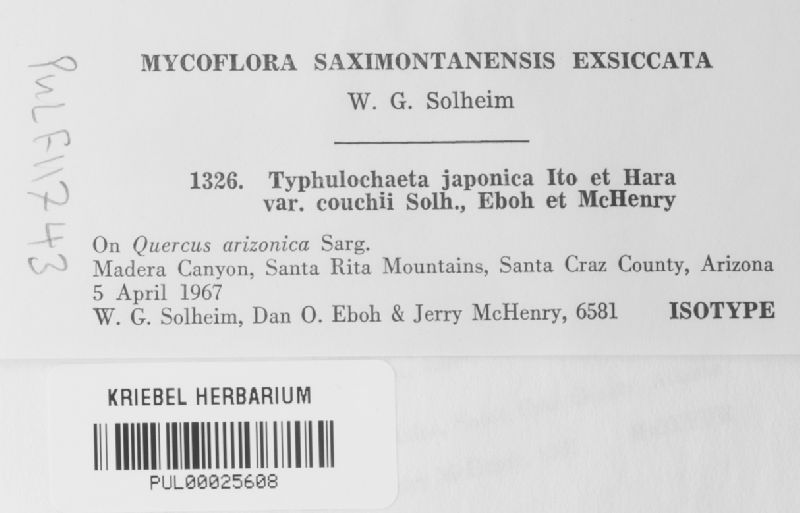 MYCOFLORA SAXIMONTANENSIS EXSICCATA
W. G. Solheim
1326. Typhulochaeta japonica Ito et Hara
var. couchii Solh., Eboh et McHenry
On Quercus arizonica Sarg.
Madera Canyon, Santa Rita Mountains, Santa Craz County, Arizona
5 April 1967
W. G. Solheim, Dan O. Eboh & Jerry McHenry, 6581 ISOTYPE
PUL F11743
KRIEBEL HERBARIUM
PUL00025608